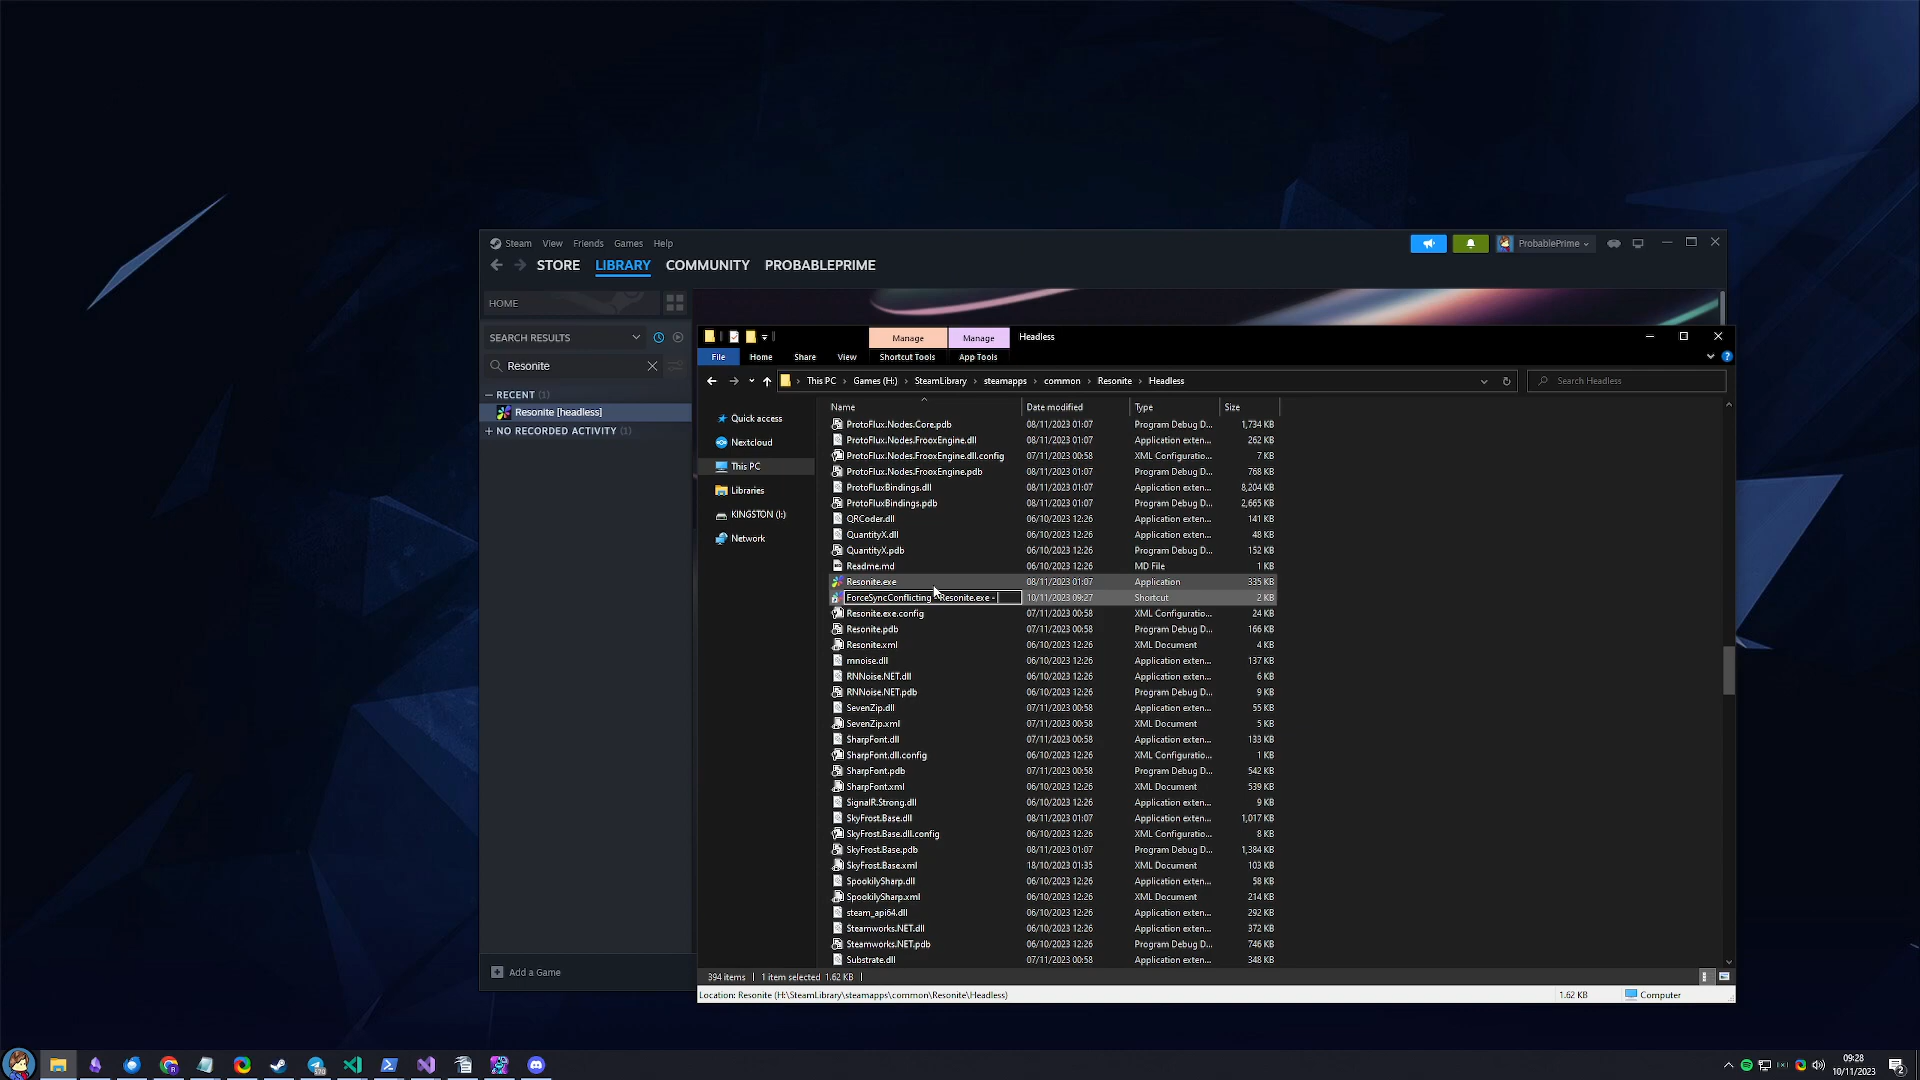 Steam View Friends Games Help ProbablePrime
STORE LIBRARY COMMUNITY PROBABLEPRIME
HOME
SEARCH RESULTS
Resonite
— RECENT (1)
Resonite [headless]
+ NO RECORDED ACTIVITY (1)
Add a Game
Manage Manage Headless
File Home Share View Shortcut Tools App Tools
This PC > Games (H:) > SteamLibrary > steamapps > common > Resonite > Headless
Search Headless
Quick access
Nextcloud
This PC
Libraries
KINGSTON (I:)
Network
Name Date modified Type Size
ProtoFlux.Nodes.Core.pdb 08/11/2023 01:07 Program Debug D... 1,734 KB
ProtoFlux.Nodes.FrooxEngine.dll 08/11/2023 01:07 Application exten... 262 KB
ProtoFlux.Nodes.FrooxEngine.dll.config 07/11/2023 00:58 XML Configuratio... 7 KB
ProtoFlux.Nodes.FrooxEngine.pdb 08/11/2023 01:07 Program Debug D... 768 KB
ProtoFluxBindings.dll 08/11/2023 01:07 Application exten... 8,204 KB
ProtoFluxBindings.pdb 08/11/2023 01:07 Program Debug D... 2,665 KB
QRCoder.dll 06/10/2023 12:26 Application exten... 141 KB
QuantityX.dll 06/10/2023 12:26 Application exten... 48 KB
QuantityX.pdb 06/10/2023 12:26 Program Debug D... 152 KB
Readme.md 06/10/2023 12:26 MD File 1 KB
Resonite.exe 08/11/2023 01:07 Application 335 KB
ForceSyncConflicting - Resonite.exe - 10/11/2023 09:27 Shortcut 2 KB
Resonite.exe.config 07/11/2023 00:58 XML Configuratio... 24 KB
Resonite.pdb 07/11/2023 00:58 Program Debug D... 166 KB
Resonite.xml 06/10/2023 12:26 XML Document 4 KB
rnnoise.dll 06/10/2023 12:26 Application exten... 137 KB
RNNoise.NET.dll 06/10/2023 12:26 Application exten... 6 KB
RNNoise.NET.pdb 06/10/2023 12:26 Program Debug D... 9 KB
SevenZip.dll 07/11/2023 00:58 Application exten... 55 KB
SevenZip.xml 07/11/2023 00:58 XML Document 5 KB
SharpFont.dll 07/11/2023 00:58 Application exten... 133 KB
SharpFont.dll.config 06/10/2023 12:26 XML Configuratio... 1 KB
SharpFont.pdb 07/11/2023 00:58 Program Debug D... 542 KB
SharpFont.xml 07/11/2023 00:58 XML Document 539 KB
SignalR.Strong.dll 06/10/2023 12:26 Application exten... 9 KB
SkyFrost.Base.dll 08/11/2023 01:07 Application exten... 1,017 KB
SkyFrost.Base.dll.config 06/10/2023 12:26 XML Configuratio... 8 KB
SkyFrost.Base.pdb 08/11/2023 01:07 Program Debug D... 1,384 KB
SkyFrost.Base.xml 18/10/2023 01:35 XML Document 103 KB
SpookilySharp.dll 06/10/2023 12:26 Application exten... 58 KB
SpookilySharp.xml 06/10/2023 12:26 XML Document 214 KB
steam_api64.dll 06/10/2023 12:26 Application exten... 292 KB
Steamworks.NET.dll 06/10/2023 12:26 Application exten... 372 KB
Steamworks.NET.pdb 06/10/2023 12:26 Program Debug D... 746 KB
Substrate.dll 07/11/2023 00:58 Application exten... 348 KB
394 items 1 item selected 1.62 KB
Location: Resonite (H:\SteamLibrary\steamapps\common\Resonite\Headless) 1.62 KB Computer
09:28
10/11/2023
2